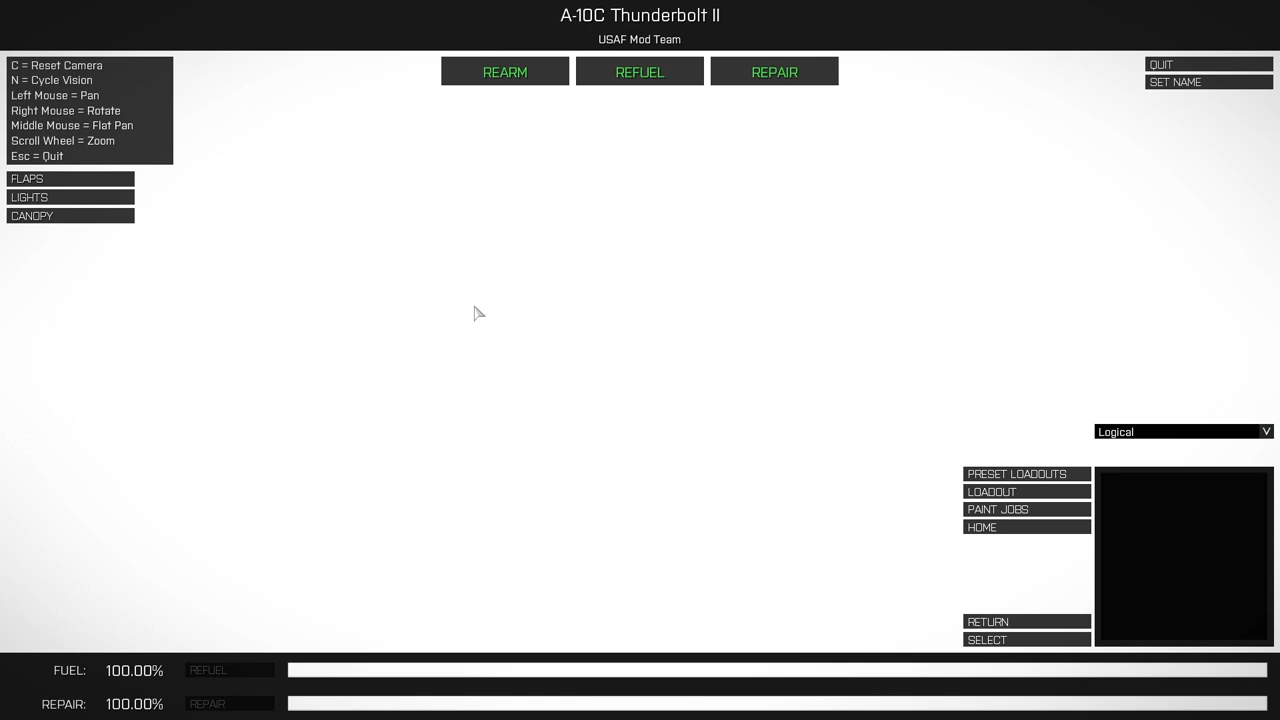 A-10C Thunderbolt II
USAF Mod Team
C = Reset Camera
N = Cycle Vision
Left Mouse = Pan
Right Mouse = Rotate
Middle Mouse = Flat Pan
Scroll Wheel = Zoom
Esc = Quit
REARM
REFUEL
REPAIR
QUIT
SET NAME
FLAPS
LIGHTS
CANOPY
Logical
PRESET LOADOUTS
LOADOUT
PAINT JOBS
HOME
RETURN
SELECT
FUEL: 100.00% REFUEL
REPAIR: 100.00% REPAIR